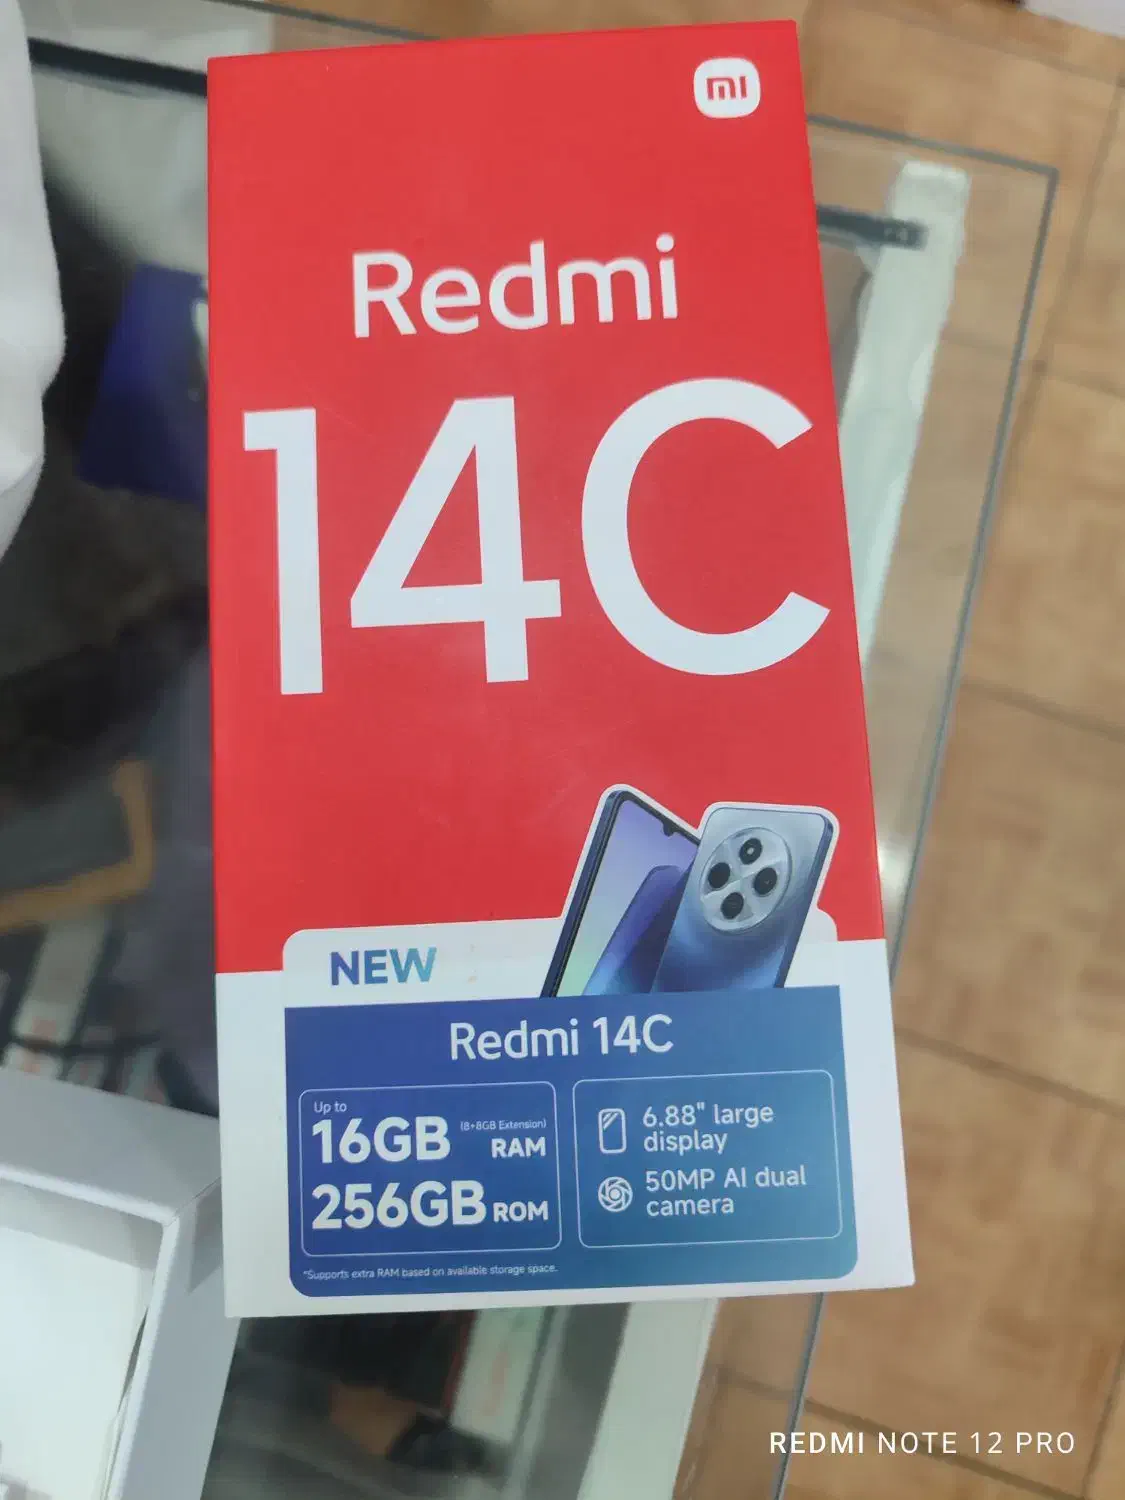 mi
Redmi
14C
NEW
Redmi 14C
Up to
16GB (8+8GB Extension) RAM
256GB ROM
6.88" large
display
50MP AI dual
camera
*Supports extra RAM based on available storage space.
REDMI NOTE 12 PRO